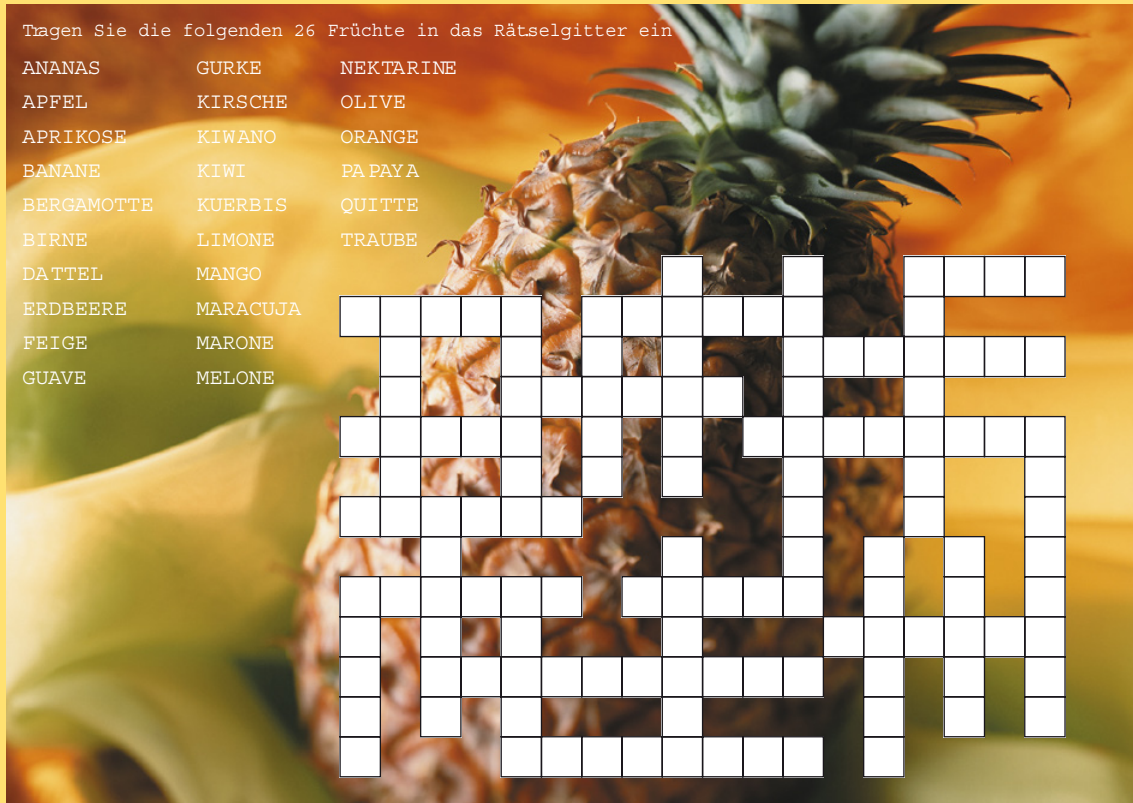 Tragen Sie die folgenden 26 Früchte in das Rätselgitter ein
ANANAS GURKE NEKTARINE
APFEL KIRSCHE OLIVE
APRIKOSE KIWANO ORANGE
BANANE KIWI PAPAYA
BERGAMOTTE KUERBIS QUITTE
BIRNE LIMONE TRAUBE
DATTEL MANGO
ERDBEERE MARACUJA
FEIGE MARONE
GUAVE MELONE